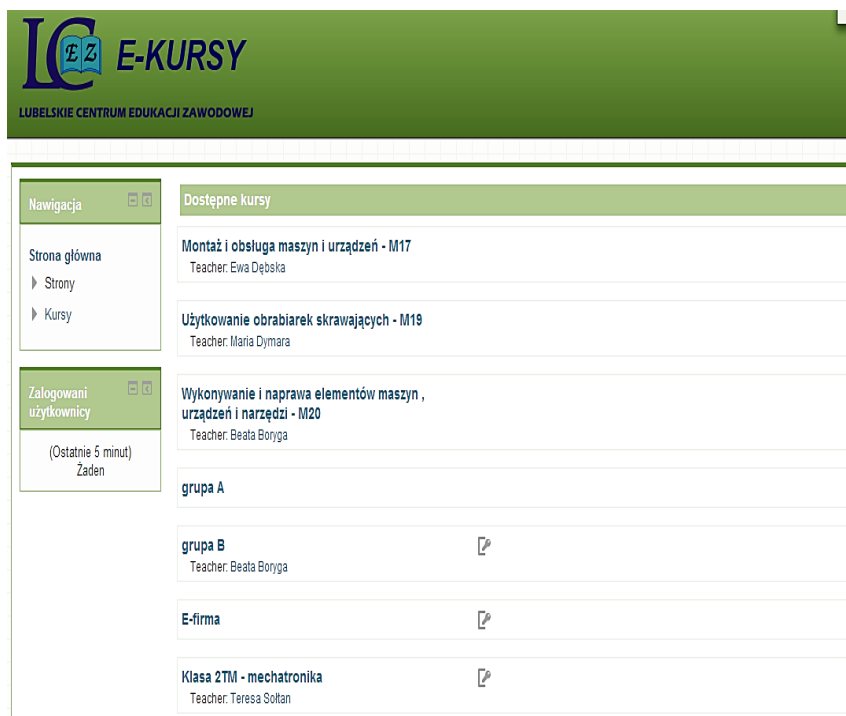 LC
EZ
E-KURSY
LUBELSKIE CENTRUM EDUKACJI ZAWODOWEJ
Nawigacja
Strona główna
Strony
Kursy
Zalogowani
użytkownicy
(Ostatnie 5 minut)
Żaden
Dostępne kursy
Montaż i obsługa maszyn i urządzeń - M17
Teacher: Ewa Dębska
Użytkowanie obrabiarek skrawających - M19
Teacher: Maria Dymara
Wykonywanie i naprawa elementów maszyn ,
urządzeń i narzędzi - M20
Teacher: Beata Boryga
grupa A
grupa B
Teacher: Beata Boryga
E-firma
Klasa 2TM - mechatronika
Teacher: Teresa Sołtan